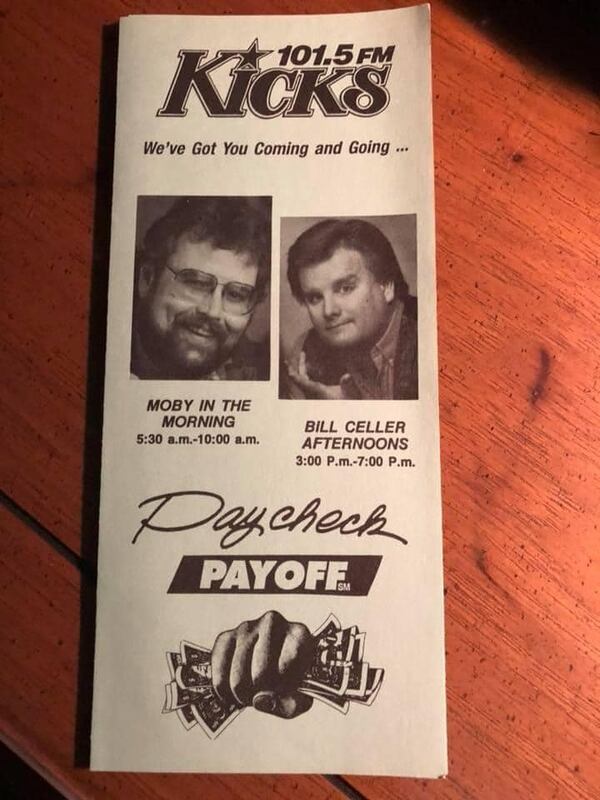 101.5 FM
KicKS
We've Got You Coming and Going ...
MOBY IN THE
MORNING
5:30 a.m.-10:00 a.m.
BiLL CELLER
AFTERNOONS
3:00 P.m.-7:00 P.m.
Paycheck
PAYOFF SM